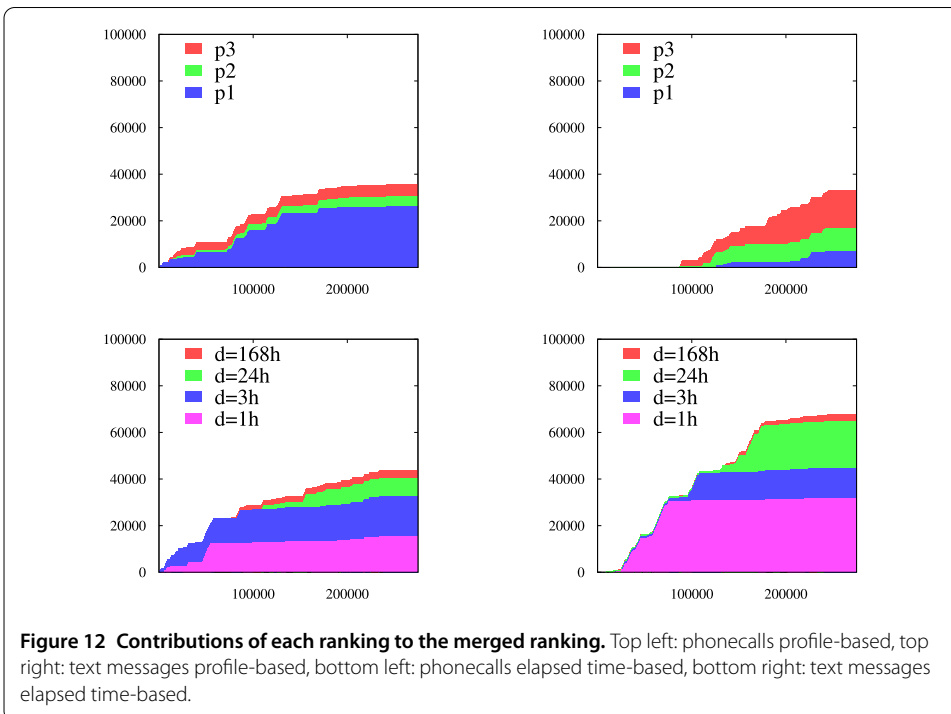 100000
80000
60000
40000
20000
0
p3
p2
p1
100000 200000
100000
80000
60000
40000
20000
0
p3
p2
p1
100000 200000
100000
80000
60000
40000
20000
0
d=168h
d=24h
d=3h
d=1h
100000 200000
100000
80000
60000
40000
20000
0
d=168h
d=24h
d=3h
d=1h
100000 200000
Figure 12 Contributions of each ranking to the merged ranking. Top left: phonecalls profile-based, top
right: text messages profile-based, bottom left: phonecalls elapsed time-based, bottom right: text messages
elapsed time-based.